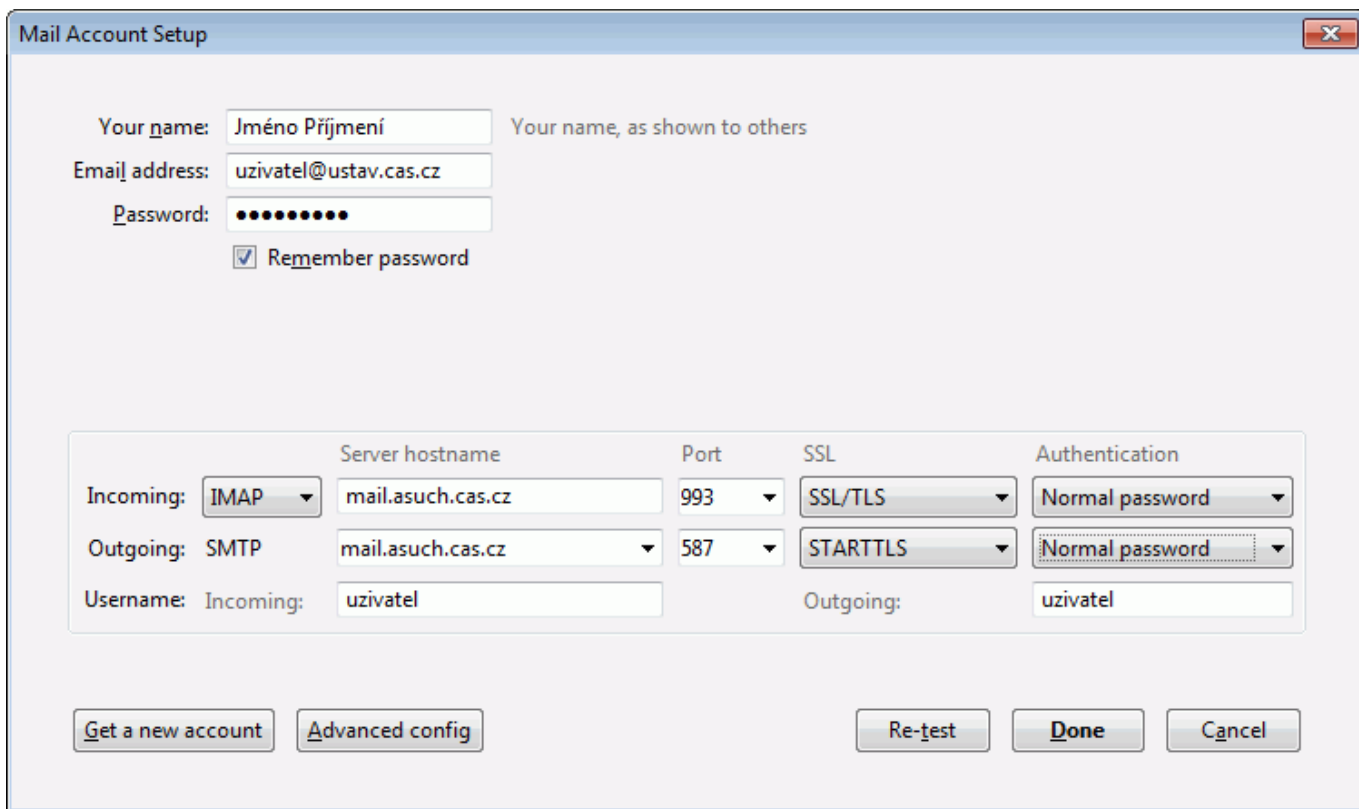 Mail Account Setup
Your name: Jméno Příjmení Your name, as shown to others
Email address: uzivatel@ustav.cas.cz
Password: •••••••••
Remember password
Server hostname Port SSL Authentication
Incoming: IMAP mail.asuch.cas.cz 993 SSL/TLS Normal password
Outgoing: SMTP mail.asuch.cas.cz 587 STARTTLS Normal password
Username: Incoming: uzivatel Outgoing: uzivatel
Get a new account Advanced config Re-test Done Cancel